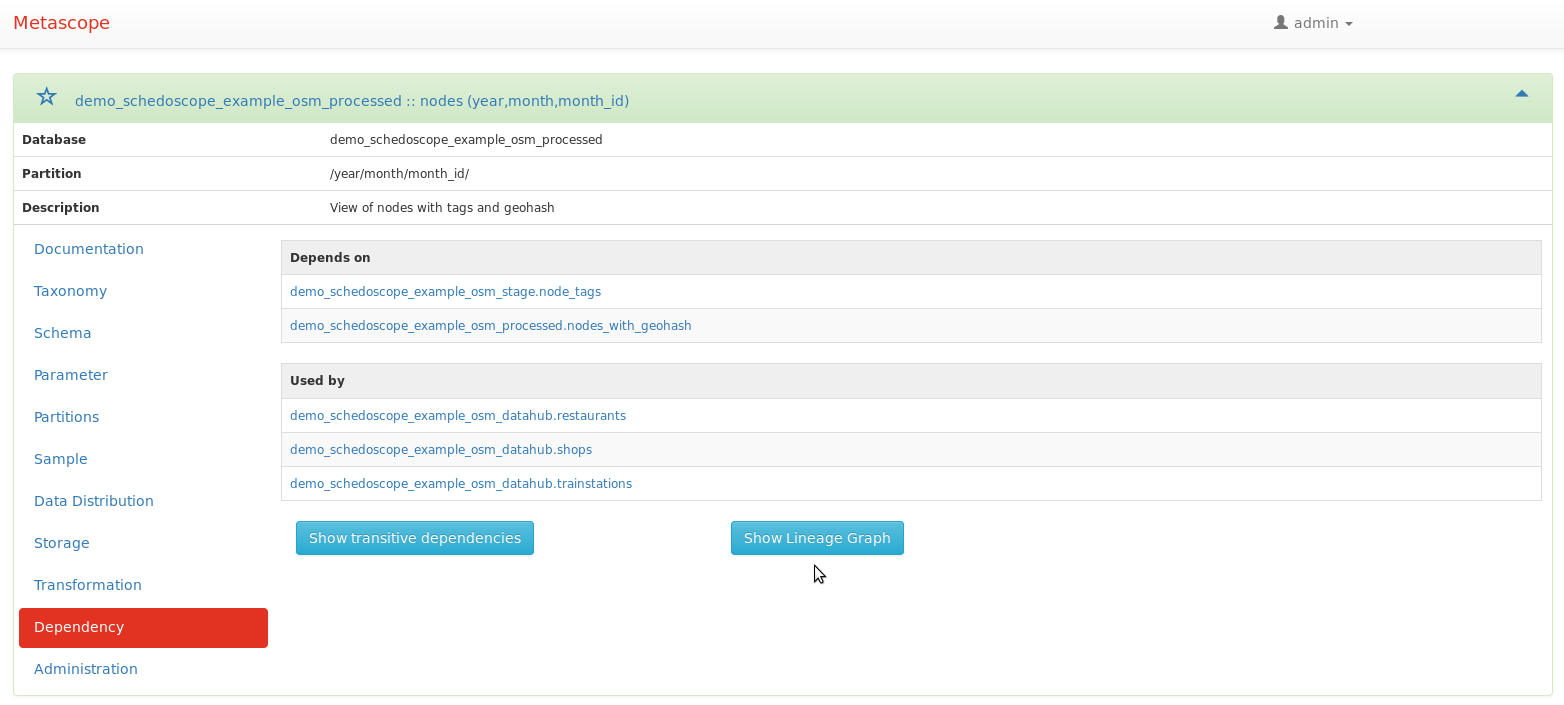 Metascope
admin
demo_schedoscope_example_osm_processed :: nodes (year,month,month_id)
Database demo_schedoscope_example_osm_processed
Partition /year/month/month_id/
Description View of nodes with tags and geohash
Documentation
Taxonomy
Schema
Parameter
Partitions
Sample
Data Distribution
Storage
Transformation
Dependency
Administration
Depends on
demo_schedoscope_example_osm_stage.node_tags
demo_schedoscope_example_osm_processed.nodes_with_geohash
Used by
demo_schedoscope_example_osm_datahub.restaurants
demo_schedoscope_example_osm_datahub.shops
demo_schedoscope_example_osm_datahub.trainstations
Show transitive dependencies
Show Lineage Graph